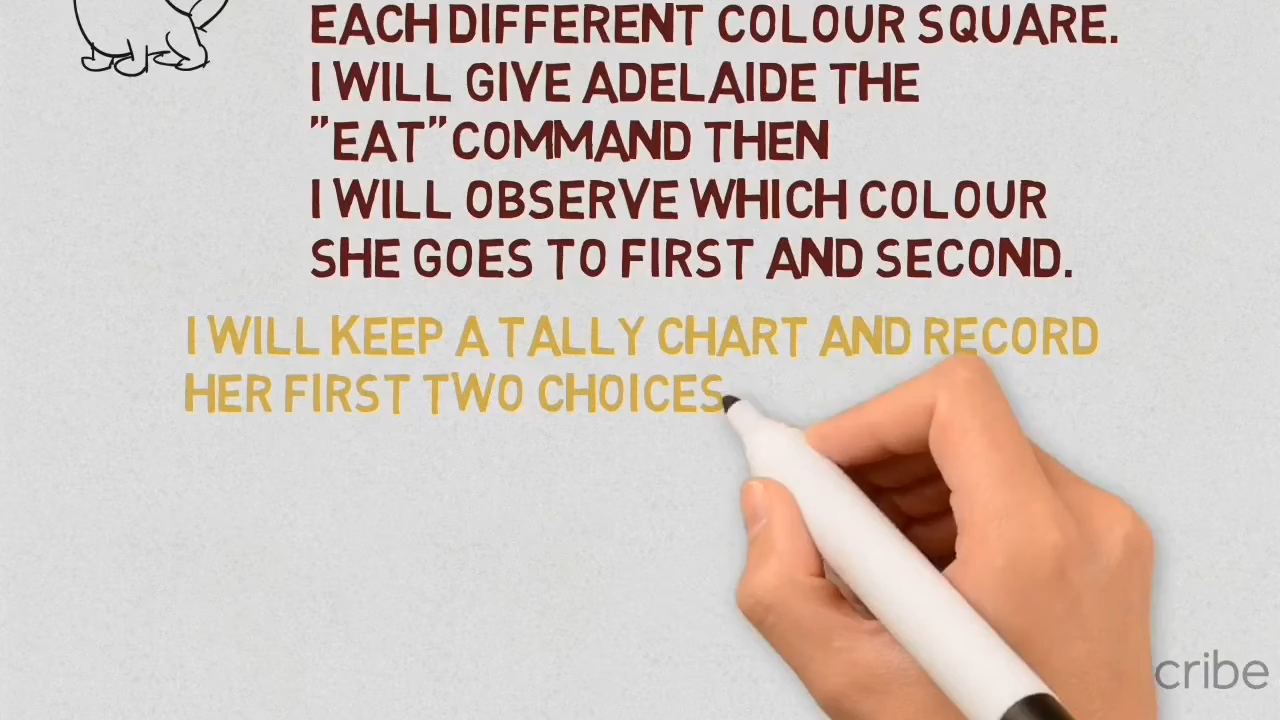 EACH DIFFERENT COLOUR SQUARE.
I WILL GIVE ADELAIDE THE
"EAT" COMMAND THEN
I WILL OBSERVE WHICH COLOUR
SHE GOES TO FIRST AND SECOND.
I WILL KEEP A TALLY CHART AND RECORD
HER FIRST TWO CHOICES
cribe